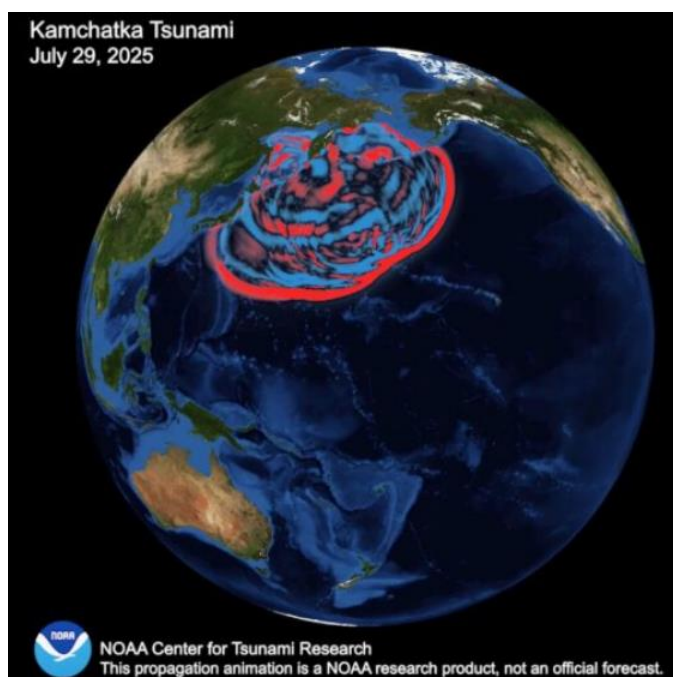 Kamchatka Tsunami
July 29, 2025
NOAA
NOAA Center for Tsunami Research
This propagation animation is a NOAA research product, not an official forecast.